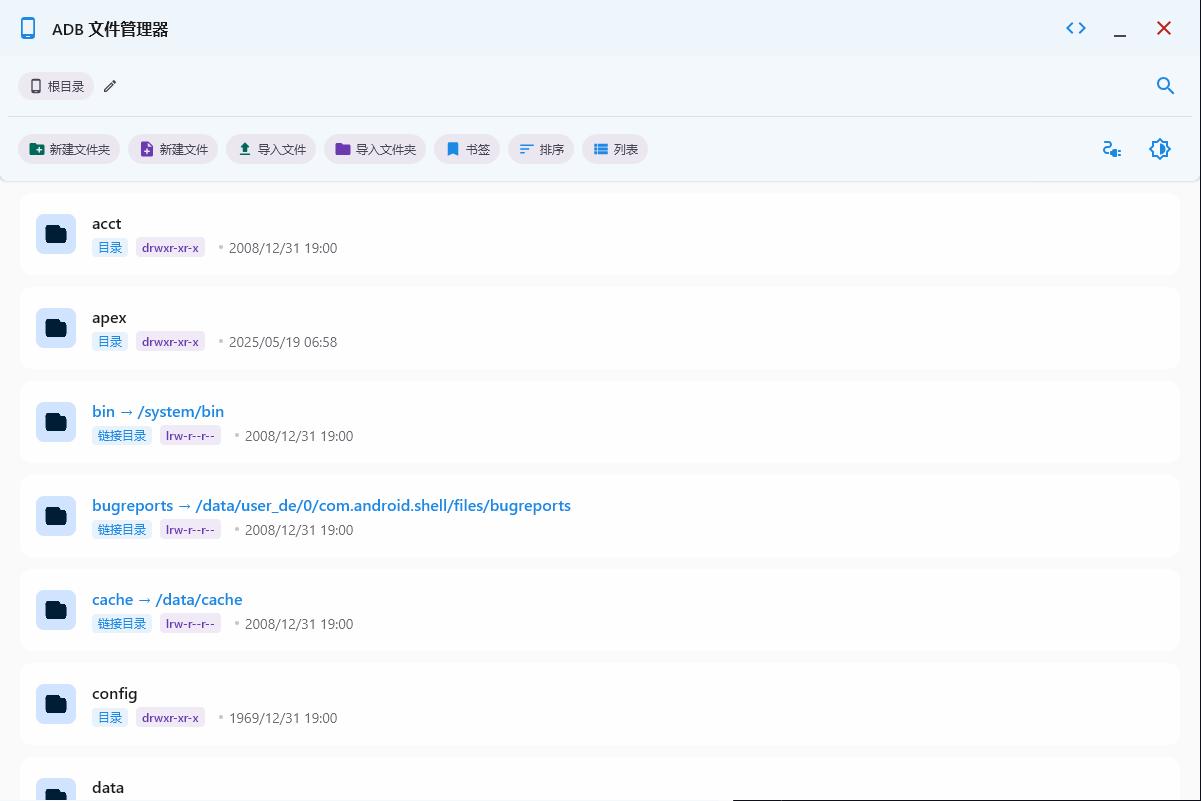 ADB 文件管理器
根目录
新建文件夹 新建文件 导入文件 导入文件夹 书签 排序 列表
acct
目录 drwxr-xr-x • 2008/12/31 19:00
apex
目录 drwxr-xr-x • 2025/05/19 06:58
bin → /system/bin
链接目录 lrw-r--r-- • 2008/12/31 19:00
bugreports → /data/user_de/0/com.android.shell/files/bugreports
链接目录 lrw-r--r-- • 2008/12/31 19:00
cache → /data/cache
链接目录 lrw-r--r-- • 2008/12/31 19:00
config
目录 drwxr-xr-x • 1969/12/31 19:00
data